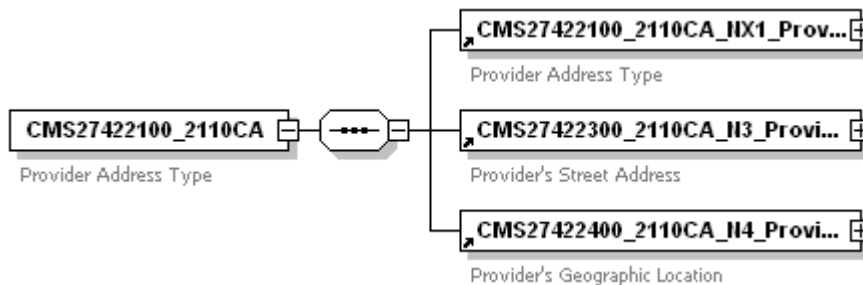 CMS27422100_2110CA_NX1_Prov...
Provider Address Type
CMS27422100_2110CA
Provider Address Type
CMS27422300_2110CA_N3_Provi...
Provider's Street Address
CMS27422400_2110CA_N4_Provi...
Provider's Geographic Location